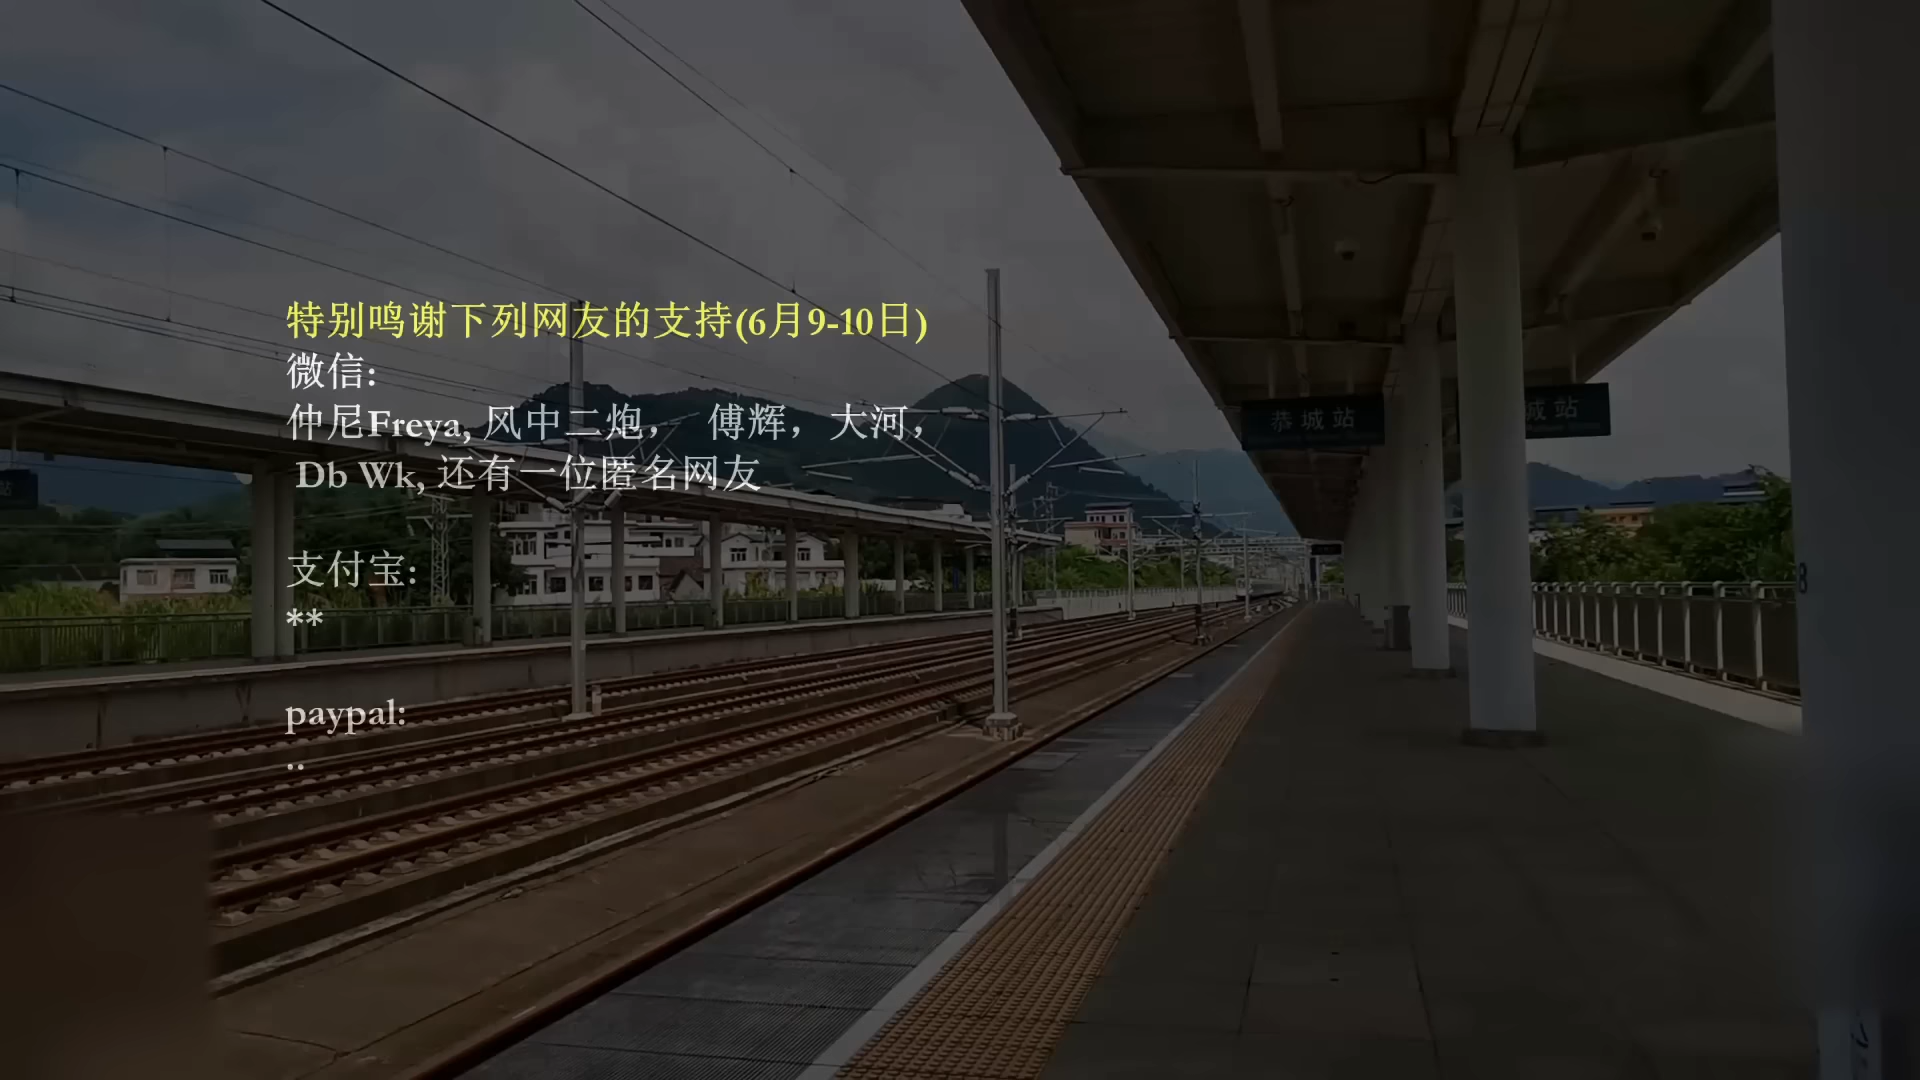 特别鸣谢下列网友的支持(6月9-10日)
微信:
仲尼Freya, 风中二炮， 傅辉，大河，
Db Wk, 还有一位匿名网友
支付宝:
**
paypal:
..
恭城站
城站
站
8